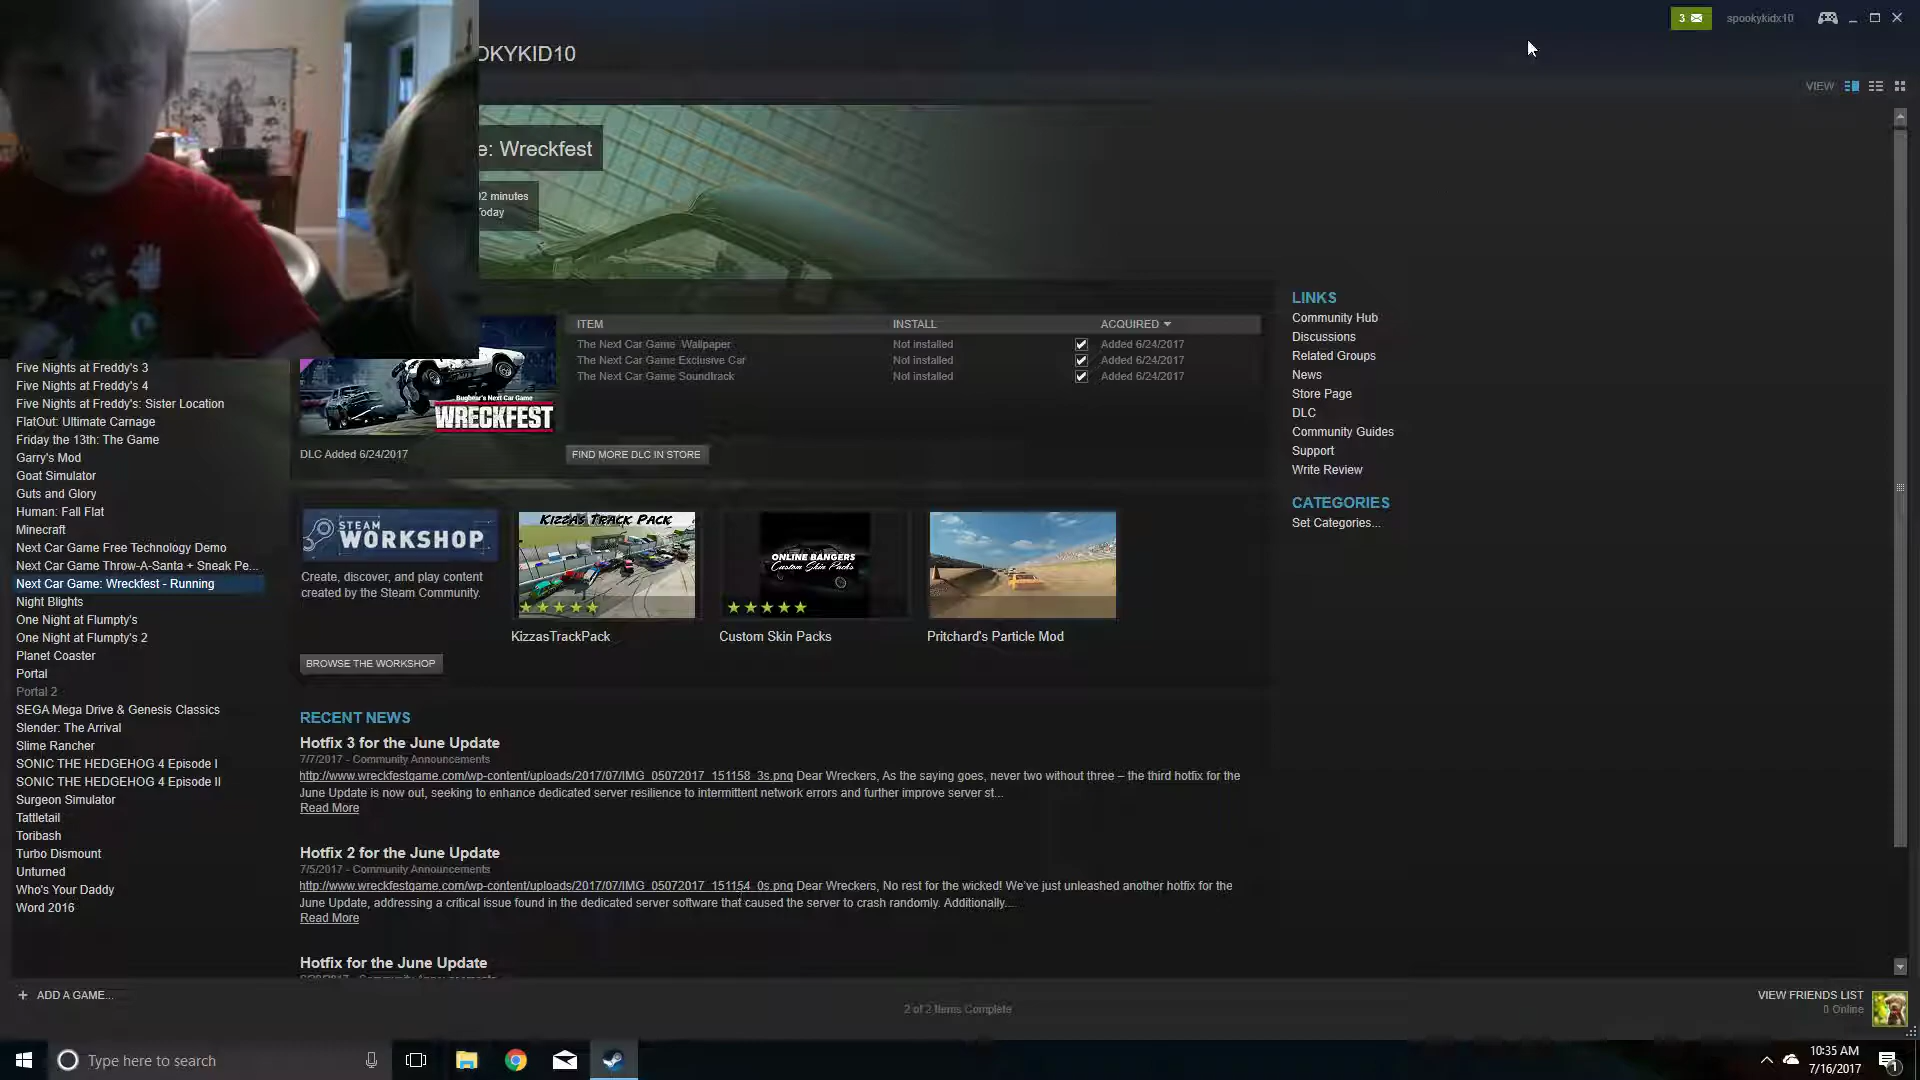 3
spookykidx10
OKYKID10
VIEW
e: Wreckfest
92 minutes
Today
ITEM INSTALL ACQUIRED
The Next Car Game Wallpaper Not installed Added 6/24/2017
The Next Car Game Exclusive Car Not installed Added 6/24/2017
The Next Car Game Soundtrack Not installed Added 6/24/2017
Bugbear's Next Car Game
WRECKFEST
DLC Added 6/24/2017
FIND MORE DLC IN STORE
LINKS
Community Hub
Discussions
Related Groups
News
Store Page
DLC
Community Guides
Support
Write Review
CATEGORIES
Set Categories...
Five Nights at Freddy's 3
Five Nights at Freddy's 4
Five Nights at Freddy's: Sister Location
FlatOut: Ultimate Carnage
Friday the 13th: The Game
Garry's Mod
Goat Simulator
Guts and Glory
Human: Fall Flat
Minecraft
Next Car Game Free Technology Demo
Next Car Game Throw-A-Santa + Sneak Pe...
Next Car Game: Wreckfest - Running
Night Blights
One Night at Flumpty's
One Night at Flumpty's 2
Planet Coaster
Portal
Portal 2
SEGA Mega Drive & Genesis Classics
Slender: The Arrival
Slime Rancher
SONIC THE HEDGEHOG 4 Episode I
SONIC THE HEDGEHOG 4 Episode II
Surgeon Simulator
Tattletail
Toribash
Turbo Dismount
Unturned
Who's Your Daddy
Word 2016
STEAM
WORKSHOP
Create, discover, and play content
created by the Steam Community.
BROWSE THE WORKSHOP
KIZZAS TRACK PACK
KizzasTrackPack
ONLINE BANGERS
Custom Skin Packs
Custom Skin Packs
Pritchard's Particle Mod
RECENT NEWS
Hotfix 3 for the June Update
7/7/2017 - Community Announcements
http://www.wreckfestgame.com/wp-content/uploads/2017/07/IMG_05072017_151158_3s.png Dear Wreckers, As the saying goes, never two without three – the third hotfix for the
June Update is now out, seeking to enhance dedicated server resilience to intermittent network errors and further improve server st...
Read More
Hotfix 2 for the June Update
7/5/2017 - Community Announcements
http://www.wreckfestgame.com/wp-content/uploads/2017/07/IMG_05072017_151154_0s.png Dear Wreckers, No rest for the wicked! We've just unleashed another hotfix for the
June Update, addressing a critical issue found in the dedicated server software that caused the server to crash randomly. Additionally....
Read More
Hotfix for the June Update
+ ADD A GAME...
2 of 2 Items Complete
VIEW FRIENDS LIST
0 Online
Type here to search
10:35 AM
7/16/2017
1